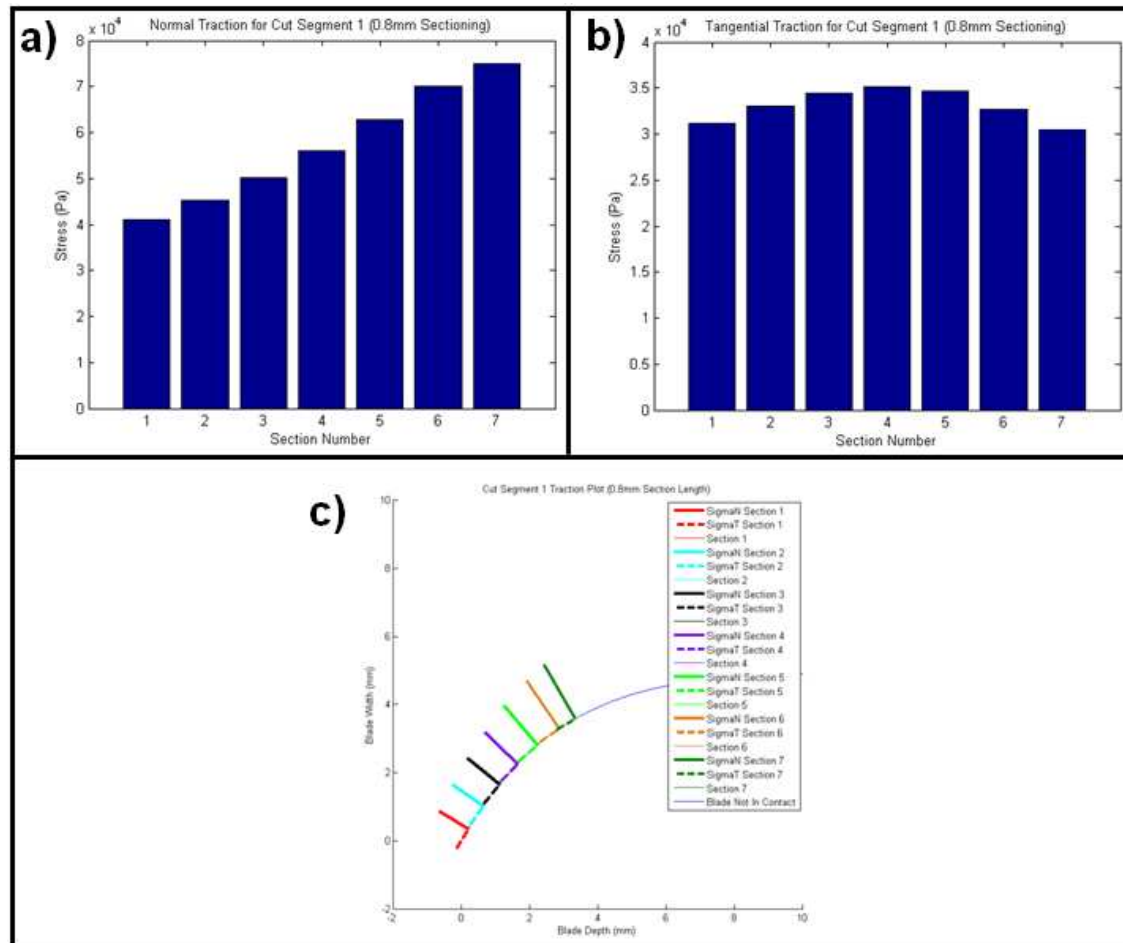 a)
Normal Traction for Cut Segment 1 (0.8mm Sectioning)
x 10⁴
8
7
6
5
4
3
2
1
0
Stress (Pa)
1 2 3 4 5 6 7
Section Number
b)
Tangential Traction for Cut Segment 1 (0.8mm Sectioning)
x 10⁴
4
3.5
3
2.5
2
1.5
1
0.5
0
Stress (Pa)
1 2 3 4 5 6 7
Section Number
c)
Cut Segment 1 Traction Plot (0.8mm Section Length)
10
8
6
4
2
0
-2
Blade Width (mm)
-2 0 2 4 6 8 10
Blade Depth (mm)
SigmaN Section 1
SigmaT Section 1
Section 1
SigmaN Section 2
SigmaT Section 2
Section 2
SigmaN Section 3
SigmaT Section 3
Section 3
SigmaN Section 4
SigmaT Section 4
Section 4
SigmaN Section 5
SigmaT Section 5
Section 5
SigmaN Section 6
SigmaT Section 6
Section 6
SigmaN Section 7
SigmaT Section 7
Section 7
Blade Not In Contact